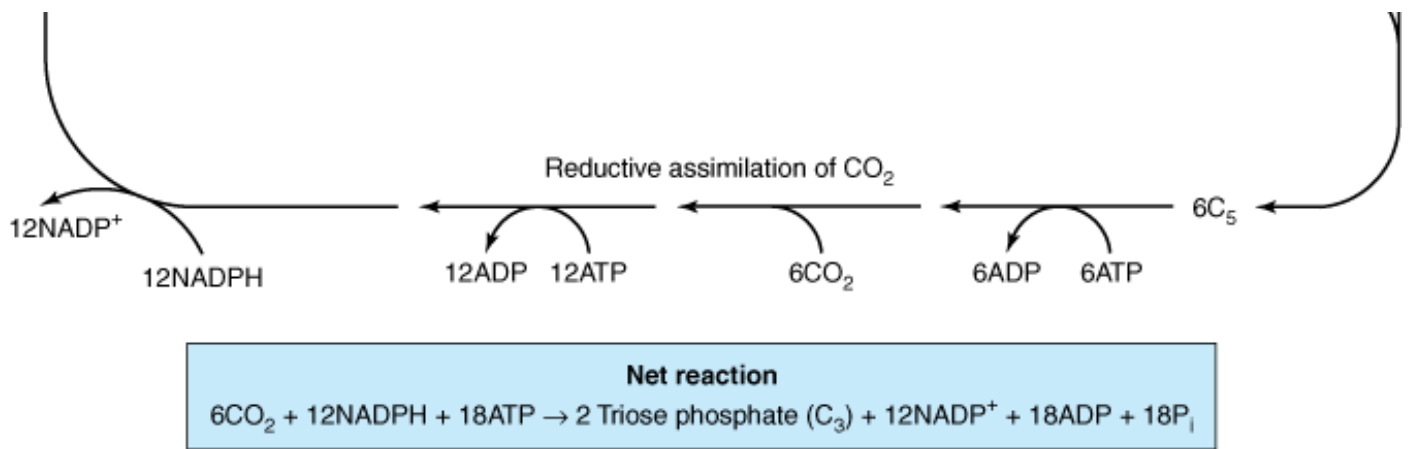 Reductive assimilation of CO₂
12NADP⁺
6C₅
12NADPH
12ADP
12ATP
6CO₂
6ADP
6ATP
Net reaction
6CO₂ + 12NADPH + 18ATP → 2 Triose phosphate (C₃) + 12NADP⁺ + 18ADP + 18Pᵢ